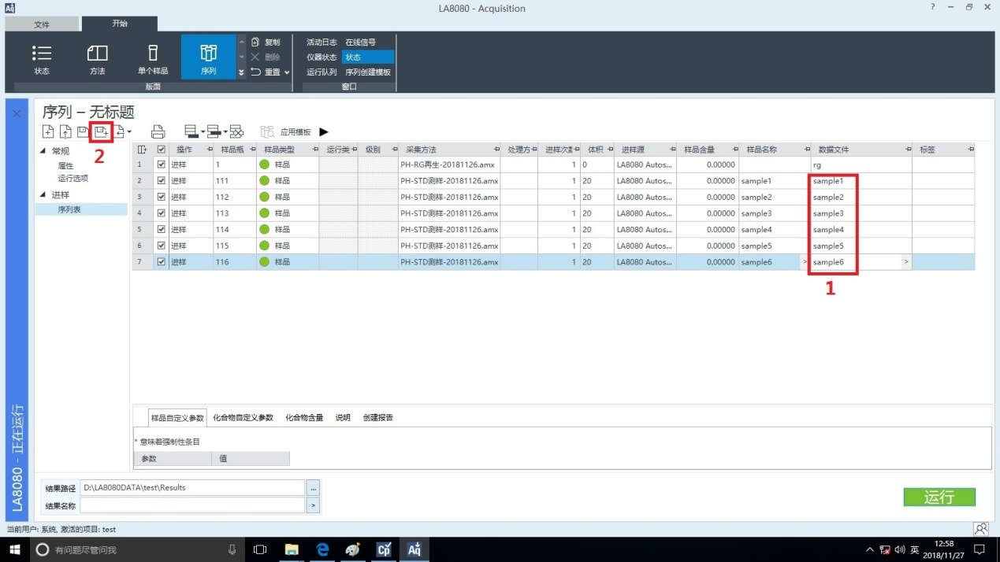 Aq
LA8080 - Acquisition
?
文件
开始
状态
方法
单个样品
序列
复制
删除
重置
版面
活动日志 在线信号
仪器状态 状态
运行队列 序列创建模板
窗口
序列 – 无标题
应用模板
2
常规
属性
运行选项
进样
序列表
操作 样品瓶 样品类型 运行类 级别 采集方法 处理方 进样次 体积 进样源 样品含量 样品名称 数据文件 标签
1 进样 1 样品 PH-RG再生-20181126.amx 1 0 LA8080 Autos... 0.00000 rg
2 进样 111 样品 PH-STD测样-20181126.amx 1 20 LA8080 Autos... 0.00000 sample1 sample1
3 进样 112 样品 PH-STD测样-20181126.amx 1 20 LA8080 Autos... 0.00000 sample2 sample2
4 进样 113 样品 PH-STD测样-20181126.amx 1 20 LA8080 Autos... 0.00000 sample3 sample3
5 进样 114 样品 PH-STD测样-20181126.amx 1 20 LA8080 Autos... 0.00000 sample4 sample4
6 进样 115 样品 PH-STD测样-20181126.amx 1 20 LA8080 Autos... 0.00000 sample5 sample5
7 进样 116 样品 PH-STD测样-20181126.amx 1 20 LA8080 Autos... 0.00000 sample6 > sample6 >
1
样品自定义参数 化合物自定义参数 化合物含量 说明 创建报告
* 意味着强制性条目
参数 值
LA8080 - 正在运行
结果路径 D:\LA8080DATA\test\Results ...
结果名称 >
运行
当前用户: 系统, 激活的项目: test
有问题尽管问我
Cp
Aq
英
12:58
2018/11/27